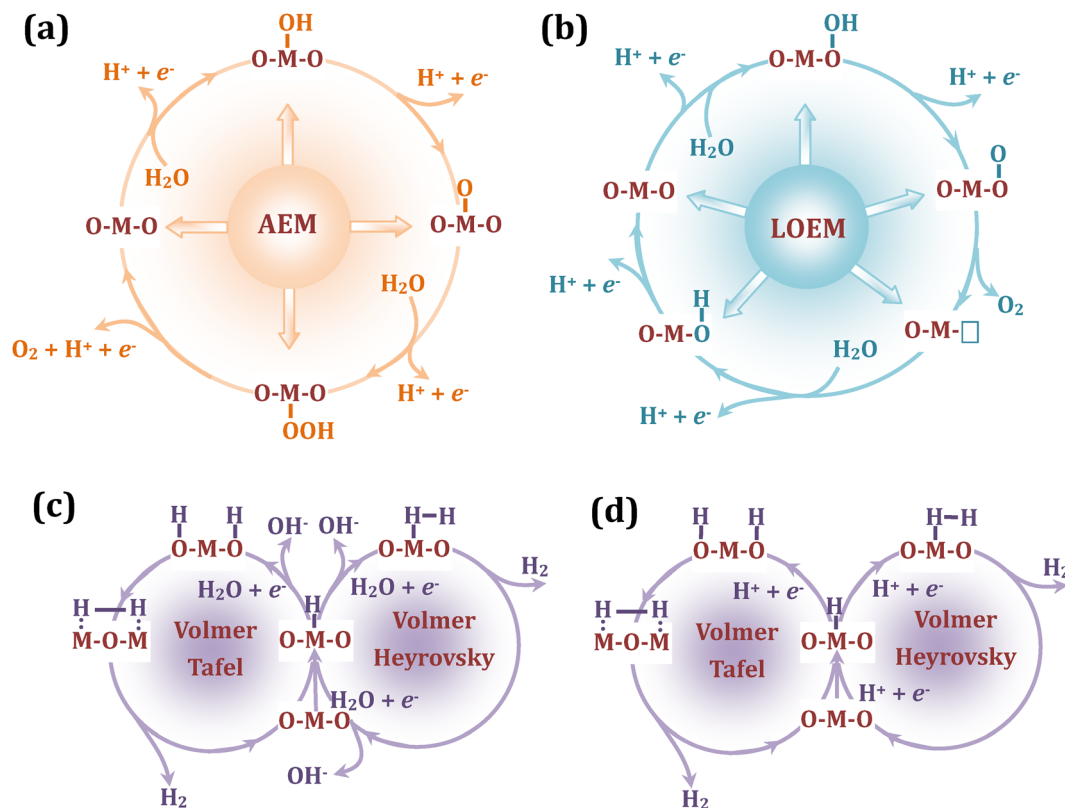 (a)
OH
O-M-O
H⁺ + e⁻
H⁺ + e⁻
H₂O
O
O-M-O
O-M-O
AEM
H₂O
O₂ + H⁺ + e⁻
H⁺ + e⁻
O-M-O
OOH
(b)
OH
O-M-O
H⁺ + e⁻
H⁺ + e⁻
H₂O
O
O-M-O
O-M-O
LOEM
H⁺ + e⁻
H
O-M-O
O₂
O-M-□
H₂O
H⁺ + e⁻
(c)
H H
O-M-O
OH⁻
OH⁻
H-H
O-M-O
H₂
H₂O + e⁻
H₂O + e⁻
H H
M-O-M
Volmer
Tafel
H
O-M-O
Volmer
Heyrovsky
H₂O + e⁻
O-M-O
OH⁻
H₂
(d)
H H
O-M-O
H-H
O-M-O
H₂
H⁺ + e⁻
H⁺ + e⁻
H H
M-O-M
Volmer
Tafel
H
O-M-O
Volmer
Heyrovsky
H⁺ + e⁻
O-M-O
H₂